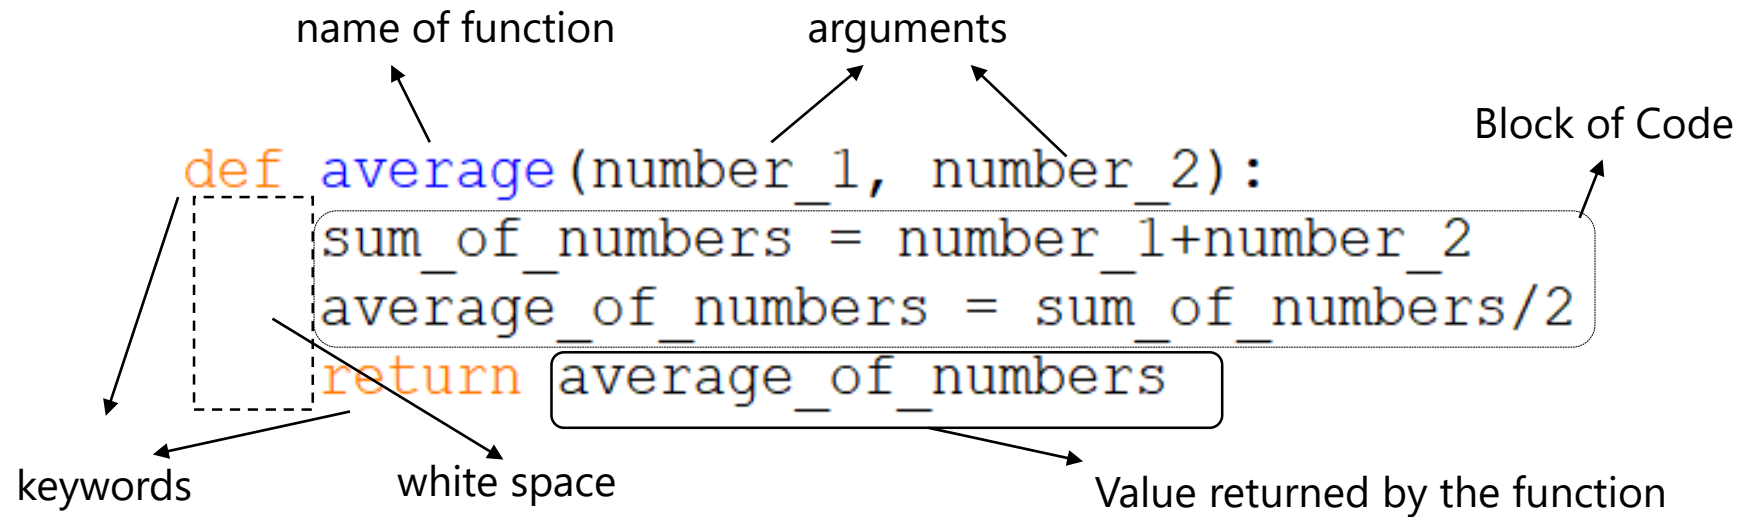 name of function
arguments
Block of Code
def average(number_1, number_2):
sum_of_numbers = number_1+number_2
average_of_numbers = sum_of_numbers/2
return average_of_numbers
keywords
white space
Value returned by the function